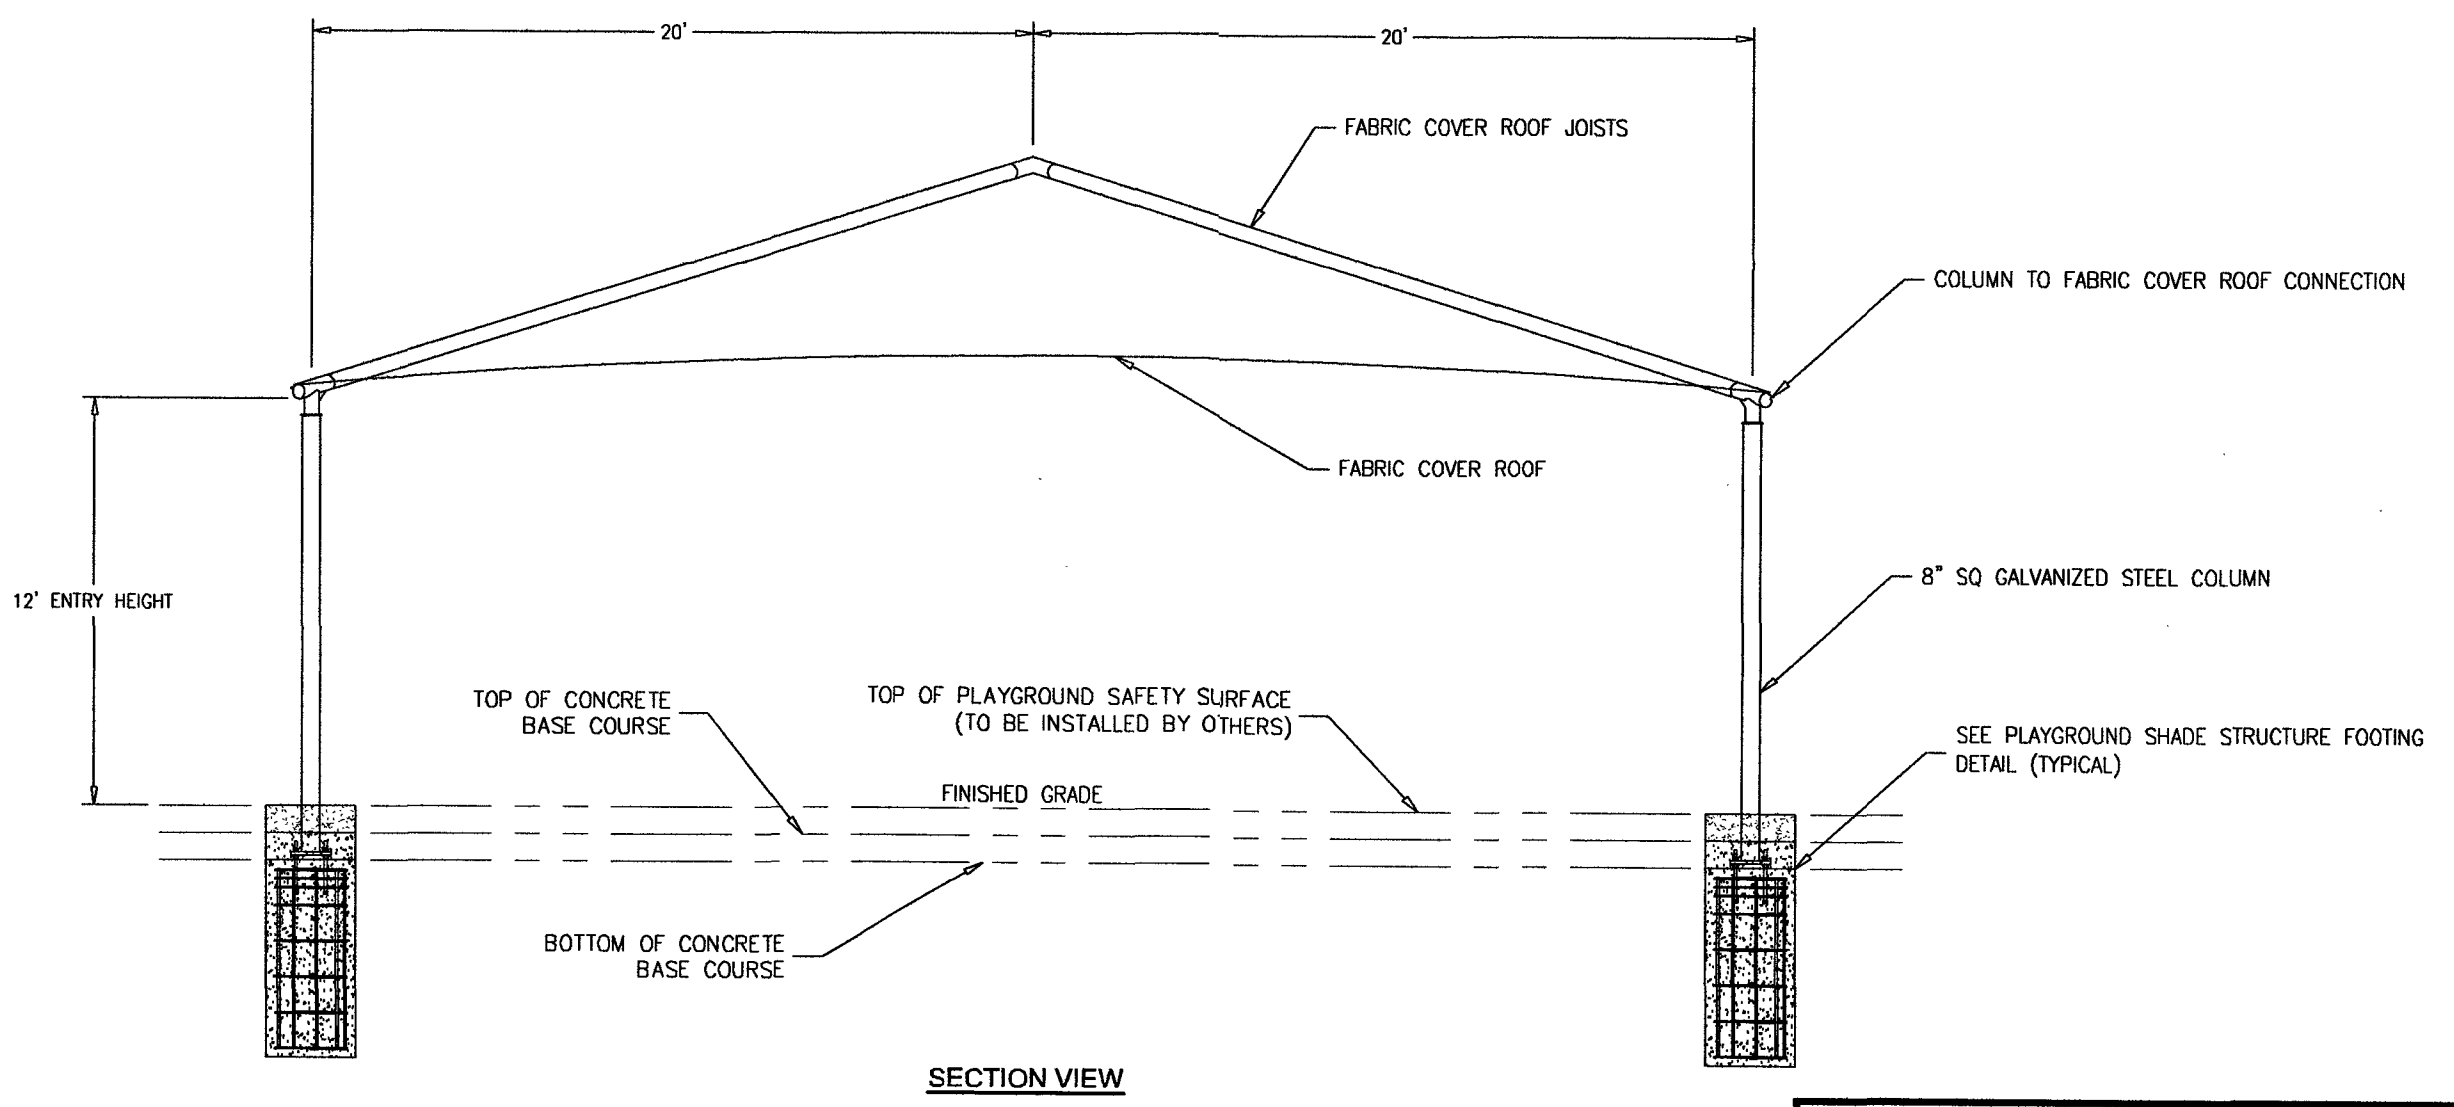 20'
20'
FABRIC COVER ROOF JOISTS
COLUMN TO FABRIC COVER ROOF CONNECTION
FABRIC COVER ROOF
8" SQ GALVANIZED STEEL COLUMN
12' ENTRY HEIGHT
TOP OF CONCRETE
BASE COURSE
TOP OF PLAYGROUND SAFETY SURFACE
(TO BE INSTALLED BY OTHERS)
SEE PLAYGROUND SHADE STRUCTURE FOOTING
DETAIL (TYPICAL)
FINISHED GRADE
BOTTOM OF CONCRETE
BASE COURSE
SECTION VIEW